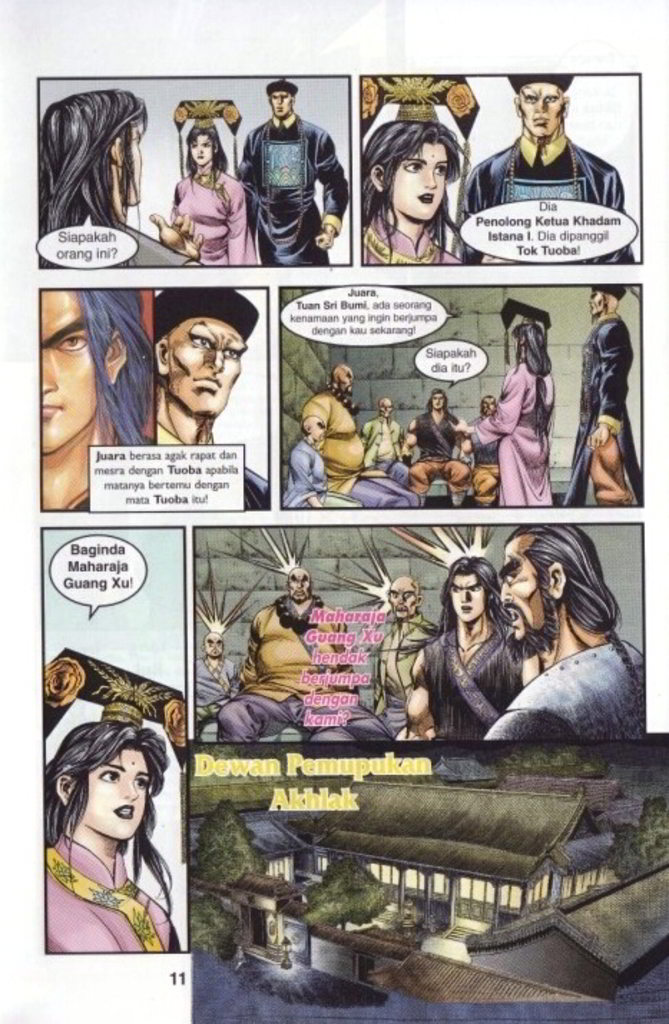 Siapakah
orang ini?
Dia
Penolong Ketua Khadam
Istana I. Dia dipanggil
Tok Tuoba!
Juara berasa agak rapat dan
mesra dengan Tuoba apabila
matanya bertemu dengan
mata Tuoba itu!
Juara,
Tuan Sri Bumi, ada seorang
kenamaan yang ingin berjumpa
dengan kau sekarang!
Siapakah
dia itu?
Baginda
Maharaja
Guang Xu!
Maharaja
Guang Xu
hendak
berjumpa
dengan
kami?
Dewan Pemupukan
Akhlak
11